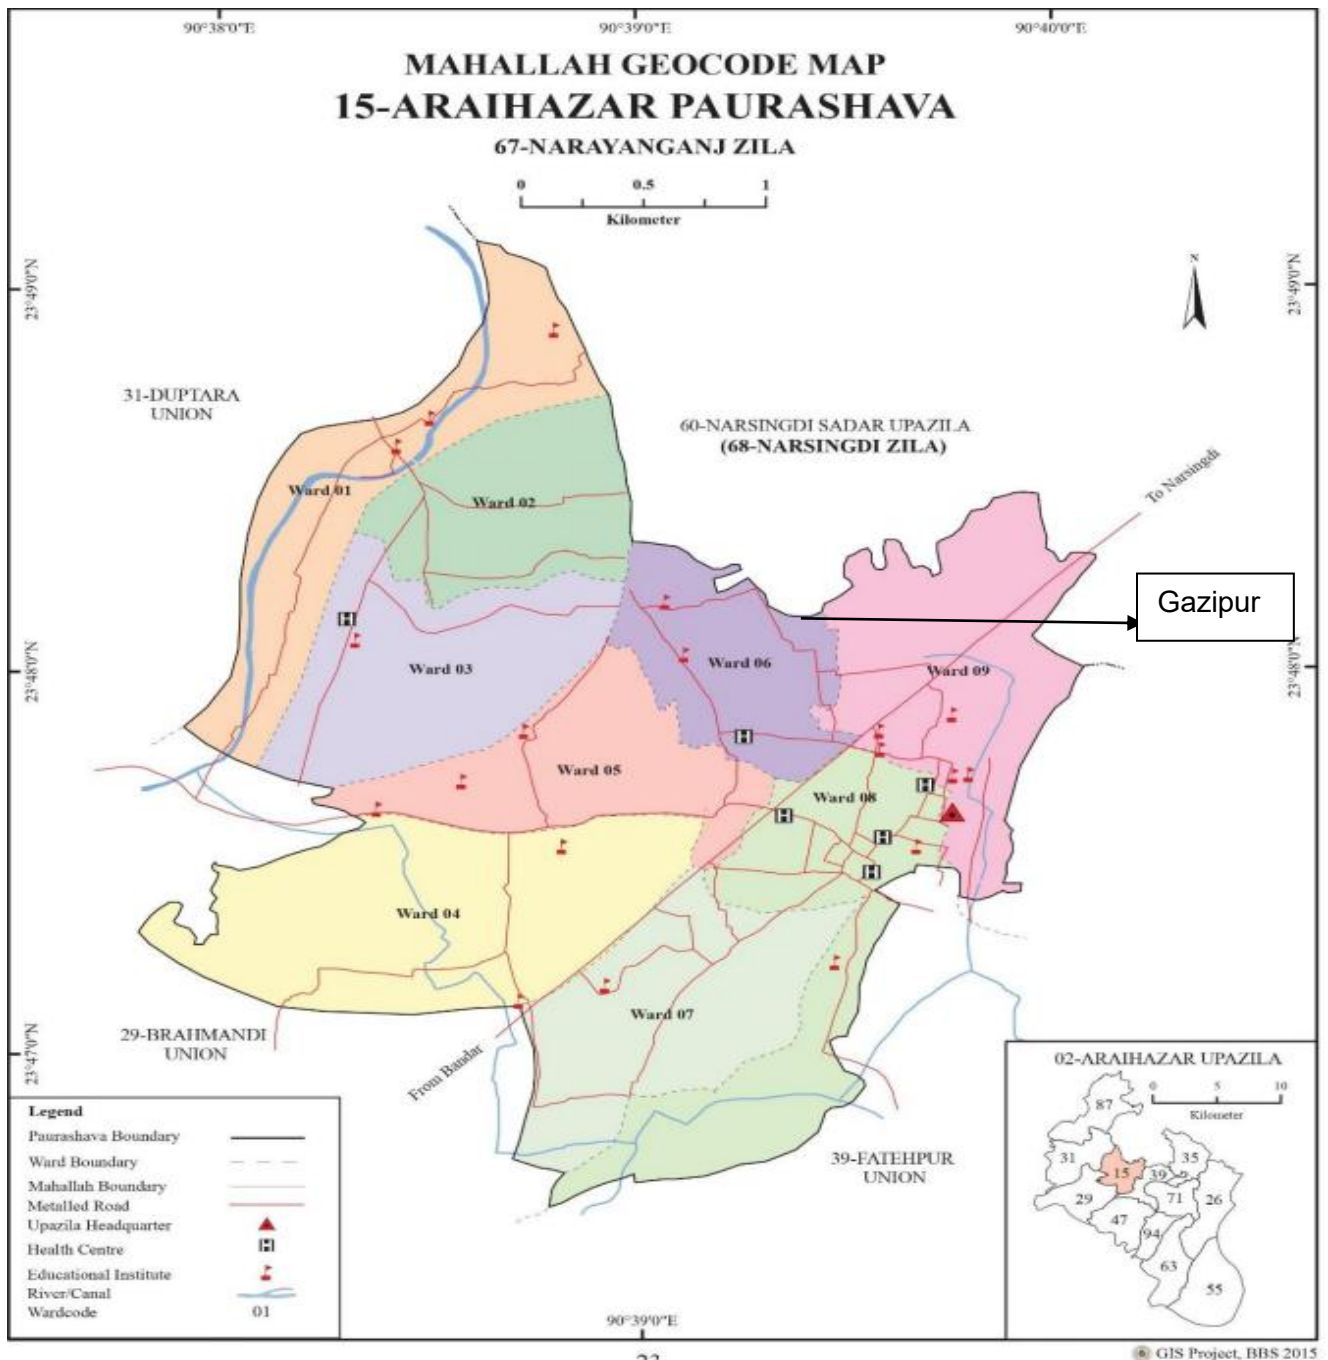 90°38'0"E
90°39'0"E
90°40'0"E
MAHALLAH GEOCODE MAP
15-ARAIHAZAR PAURASHAVA
67-NARAYANGANJ ZILA
0 0.5 1
Kilometer
N
23°49'0"N
23°49'0"N
31-DUPTARA
UNION
60-NARSINGDI SADAR UPAZILA
(68-NARSINGDI ZILA)
To Narsingdi
Ward 01
Ward 02
Gazipur
23°48'0"N
23°48'0"N
Ward 03
Ward 06
Ward 09
Ward 05
Ward 08
Ward 04
Ward 07
29-BRAHMANDI
UNION
From Bandar
23°47'0"N
39-FATEHPUR
UNION
Legend
Paurashava Boundary
Ward Boundary
Mahallah Boundary
Metalled Road
Upazila Headquarter
Health Centre
H
Educational Institute
River/Canal
Wardcode 01
02-ARAIHAZAR UPAZILA
0 5 10
Kilometer
87
31
35
15
39
29
71
26
47
94
63
55
90°39'0"E
23
GIS Project, BBS 2015